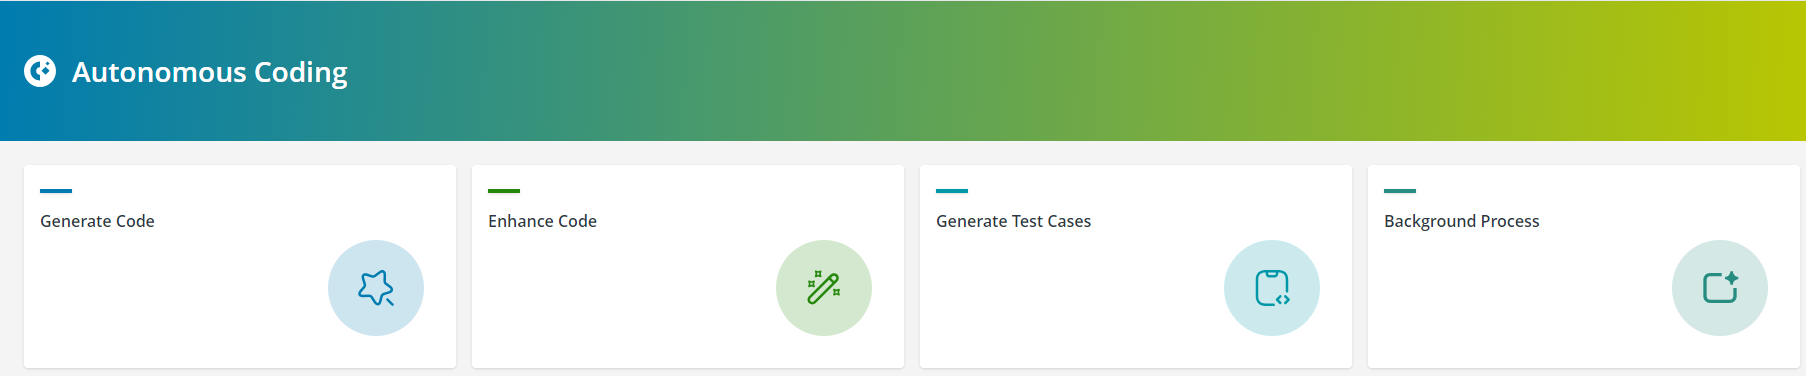 Autonomous Coding
Generate Code
Enhance Code
Generate Test Cases
Background Process